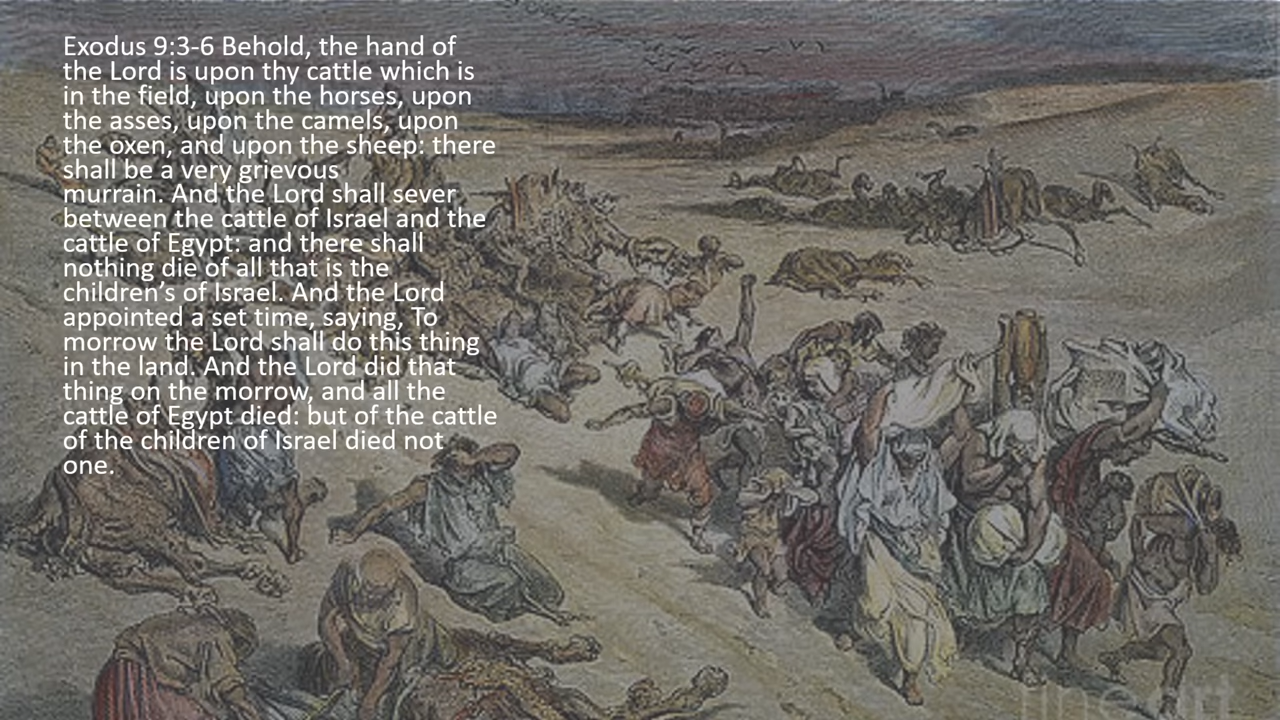 Exodus 9:3-6 Behold, the hand of
the Lord is upon thy cattle which is
in the field, upon the horses, upon
the asses, upon the camels, upon
the oxen, and upon the sheep: there
shall be a very grievous
murrain. And the Lord shall sever
between the cattle of Israel and the
cattle of Egypt: and there shall
nothing die of all that is the
children’s of Israel. And the Lord
appointed a set time, saying, To
morrow the Lord shall do this thing
in the land. And the Lord did that
thing on the morrow, and all the
cattle of Egypt died: but of the cattle
of the children of Israel died not
one.